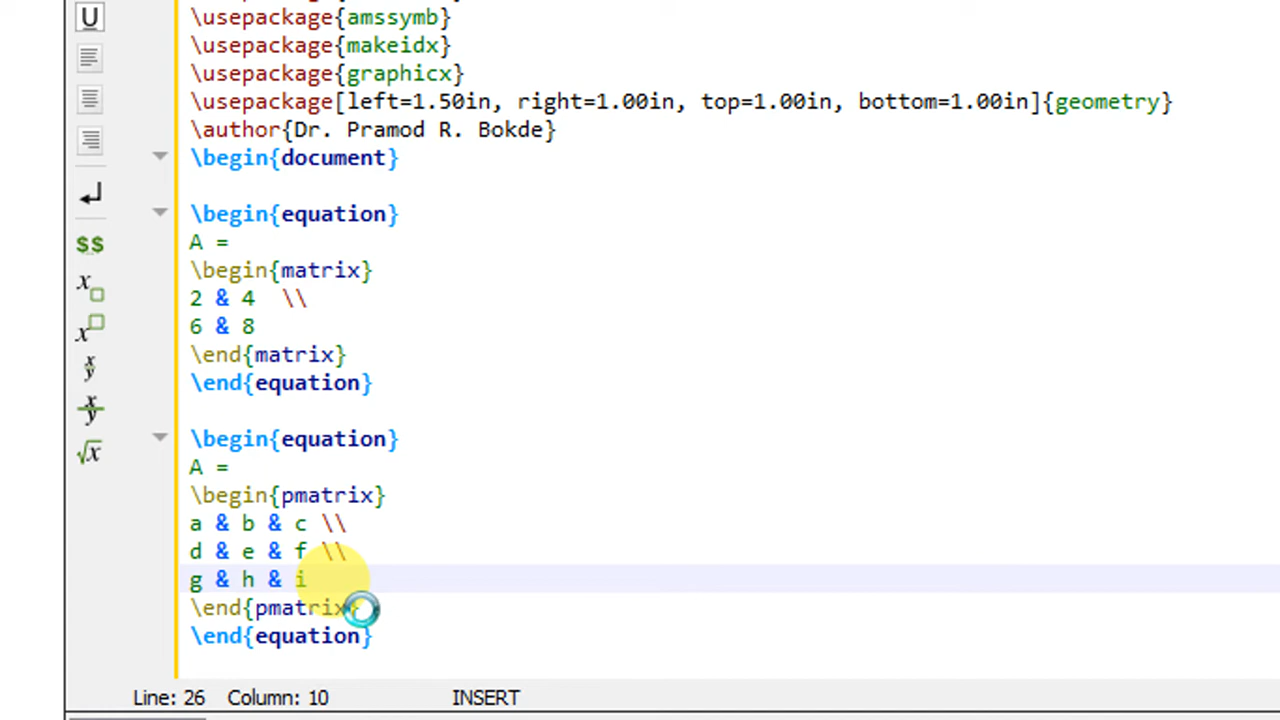 \usepackage{amssymb}
\usepackage{makeidx}
\usepackage{graphicx}
\usepackage[left=1.50in, right=1.00in, top=1.00in, bottom=1.00in]{geometry}
\author{Dr. Pramod R. Bokde}
\begin{document}
\begin{equation}
A =
\begin{matrix}
2 & 4  \\
6 & 8
\end{matrix}
\end{equation}
\begin{equation}
A =
\begin{pmatrix}
a & b & c \\
d & e & f \\
g & h & i
\end{pmatrix}
\end{equation}
Line: 26 Column: 10 INSERT